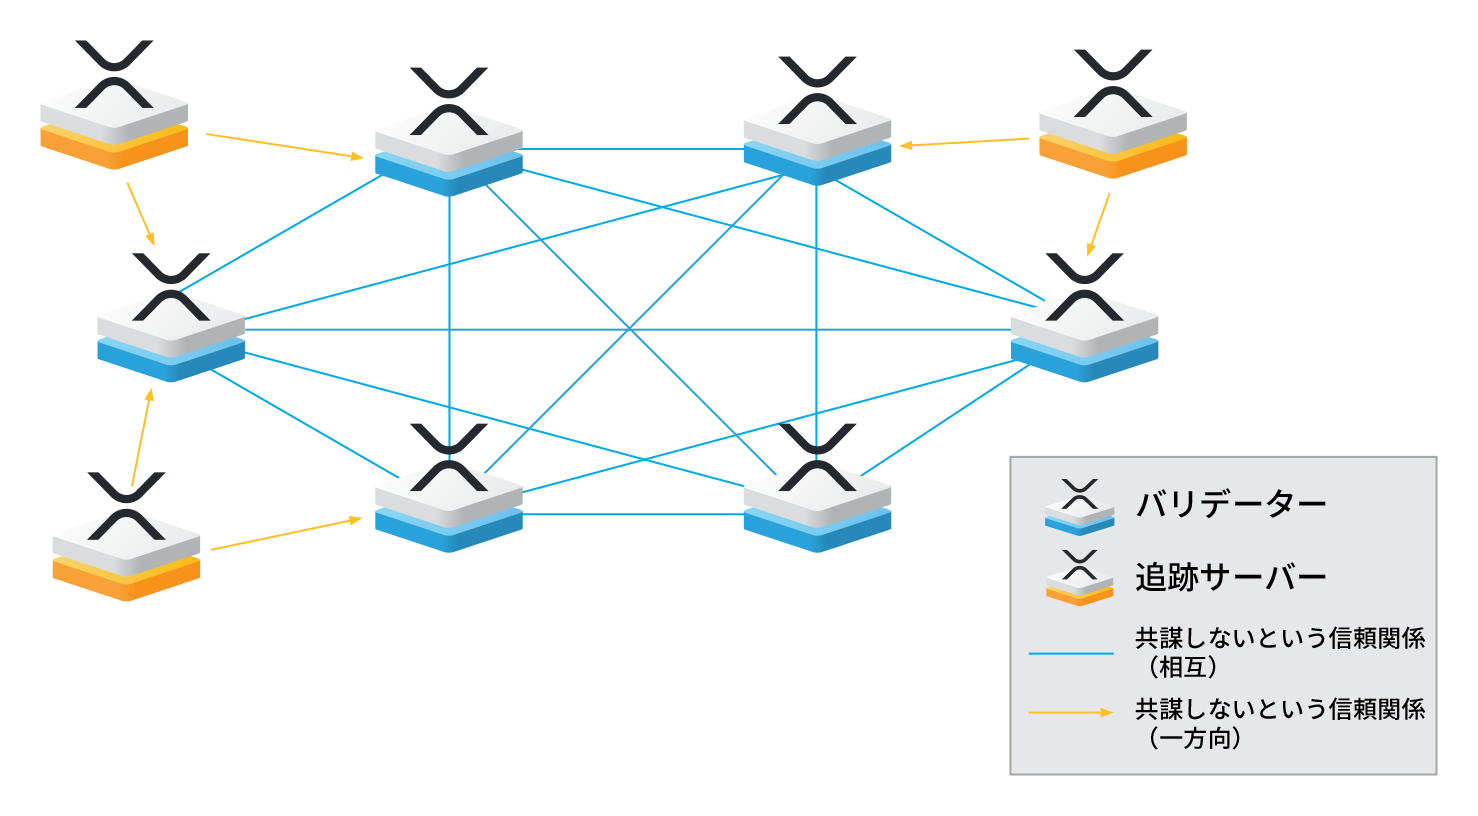 バリデーター
追跡サーバー
共謀しないという信頼関係
（相互）
共謀しないという信頼関係
（一方向）